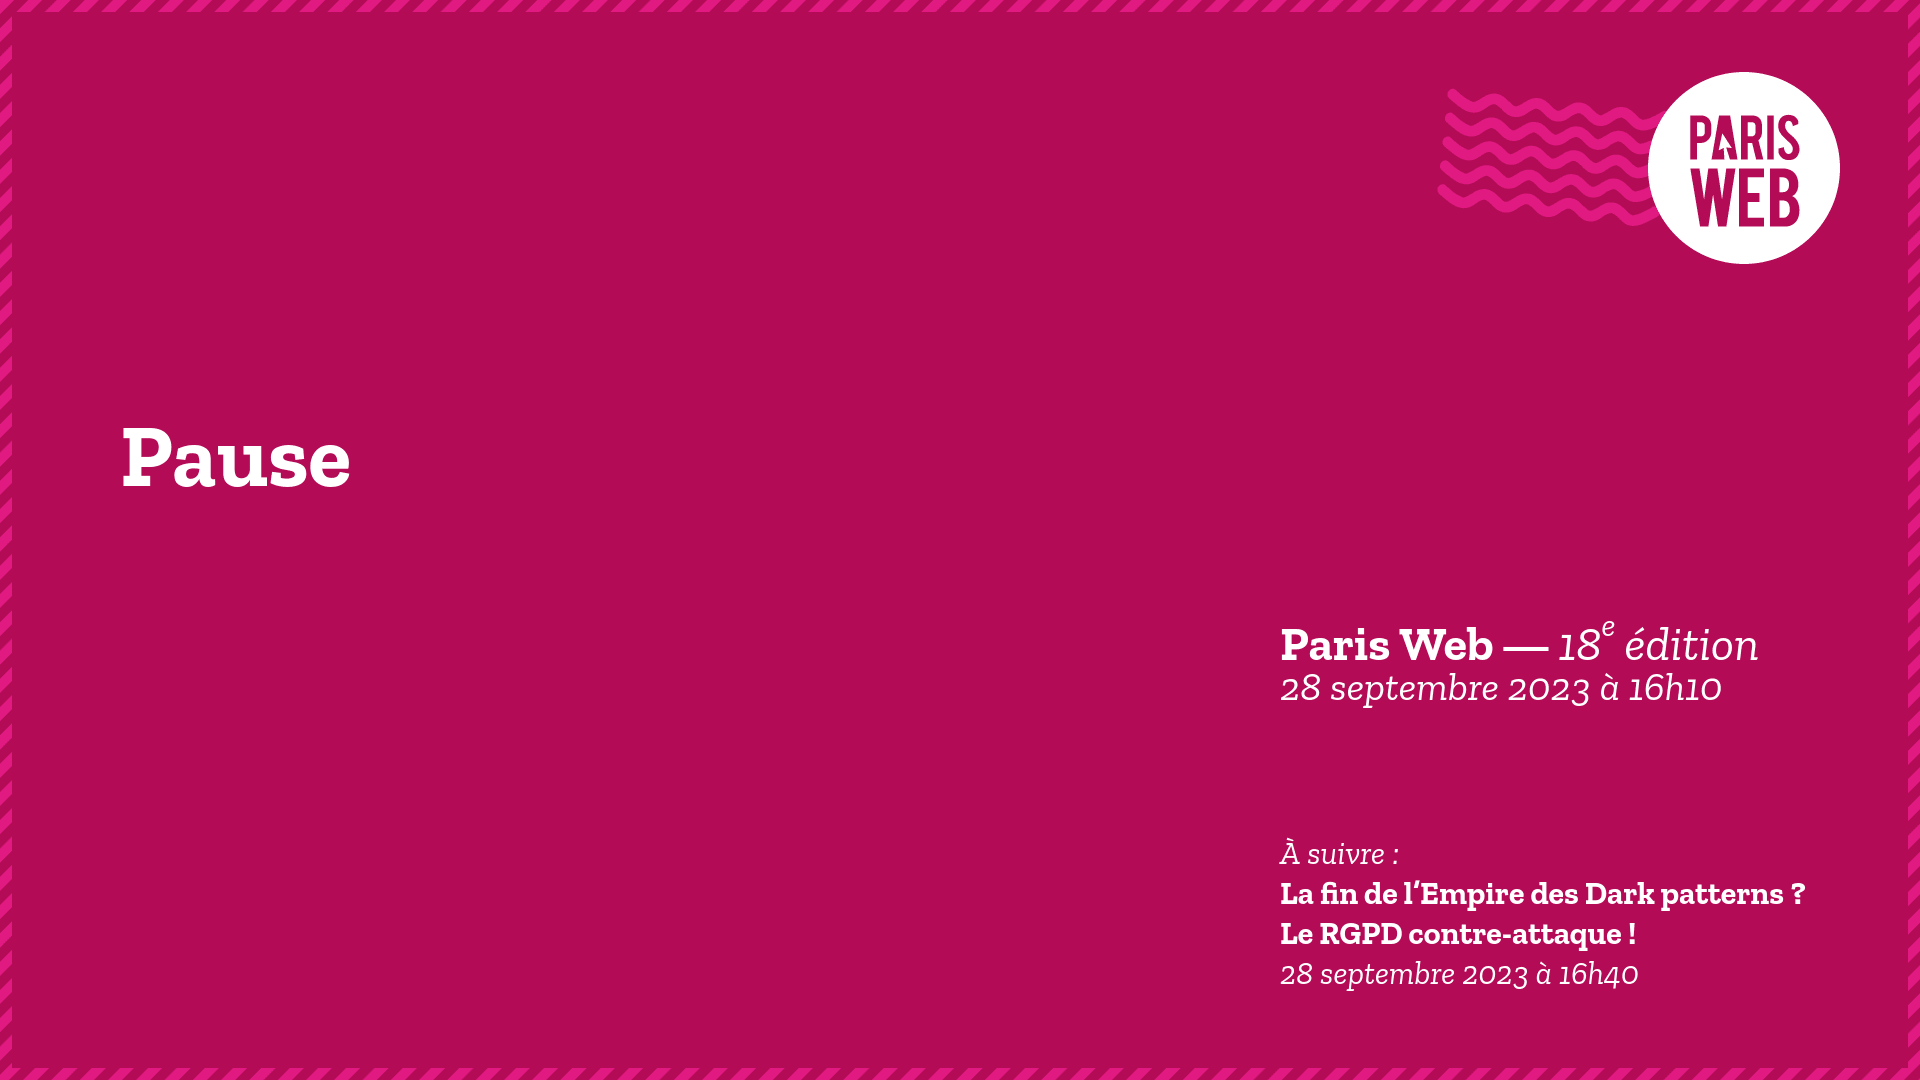 PARIS
WEB
Pause
Paris Web — 18e édition
28 septembre 2023 à 16h10
À suivre :
La fin de l’Empire des Dark patterns ?
Le RGPD contre-attaque !
28 septembre 2023 à 16h40